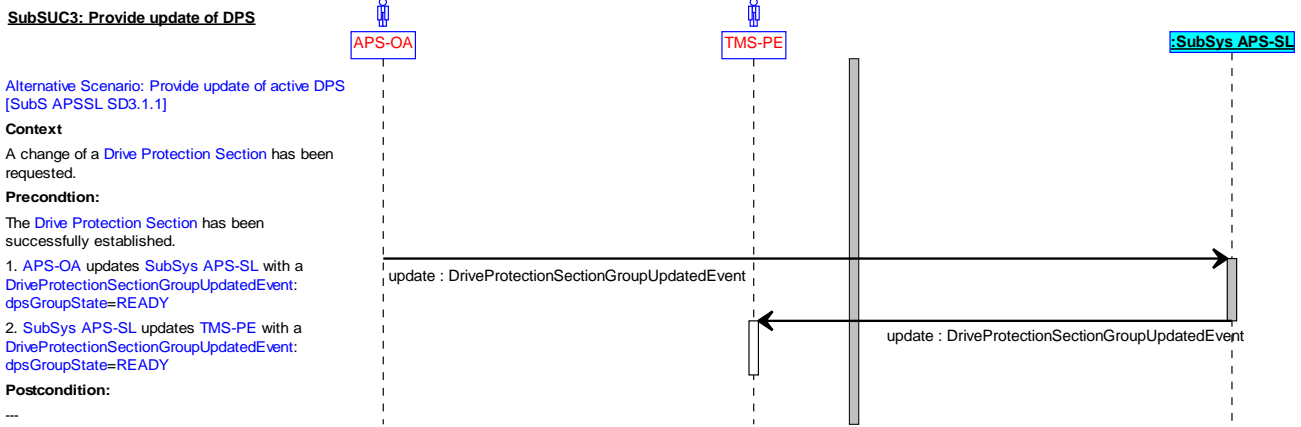 SubSUC3: Provide update of DPS
APS-OA
TMS-PE
:SubSys APS-SL
Alternative Scenario: Provide update of active DPS
[SubS APSSL SD3.1.1]
Context
A change of a Drive Protection Section has been
requested.
Precondtion:
The Drive Protection Section has been
successfully established.
1. APS-OA updates SubSys APS-SL with a
DriveProtectionSectionGroupUpdatedEvent:
dpsGroupState=READY
update : DriveProtectionSectionGroupUpdatedEvent
2. SubSys APS-SL updates TMS-PE with a
DriveProtectionSectionGroupUpdatedEvent:
dpsGroupState=READY
update : DriveProtectionSectionGroupUpdatedEvent
Postcondition:
---